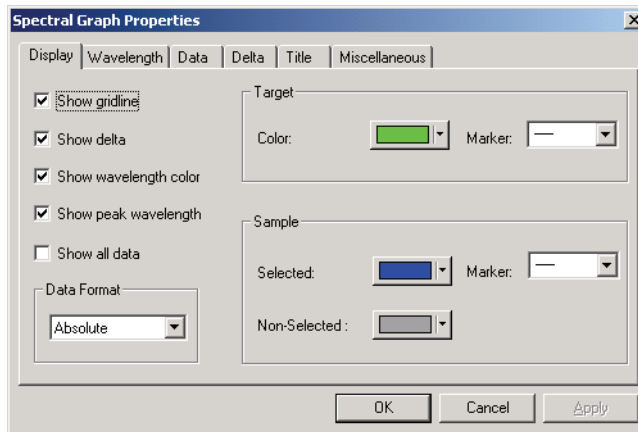 Spectral Graph Properties
Display Wavelength Data Delta Title Miscellaneous
Show gridline
Show delta
Show wavelength color
Show peak wavelength
Show all data
Data Format
Absolute
Target
Color: Marker:
Sample
Selected: Marker:
Non-Selected :
OK Cancel Apply